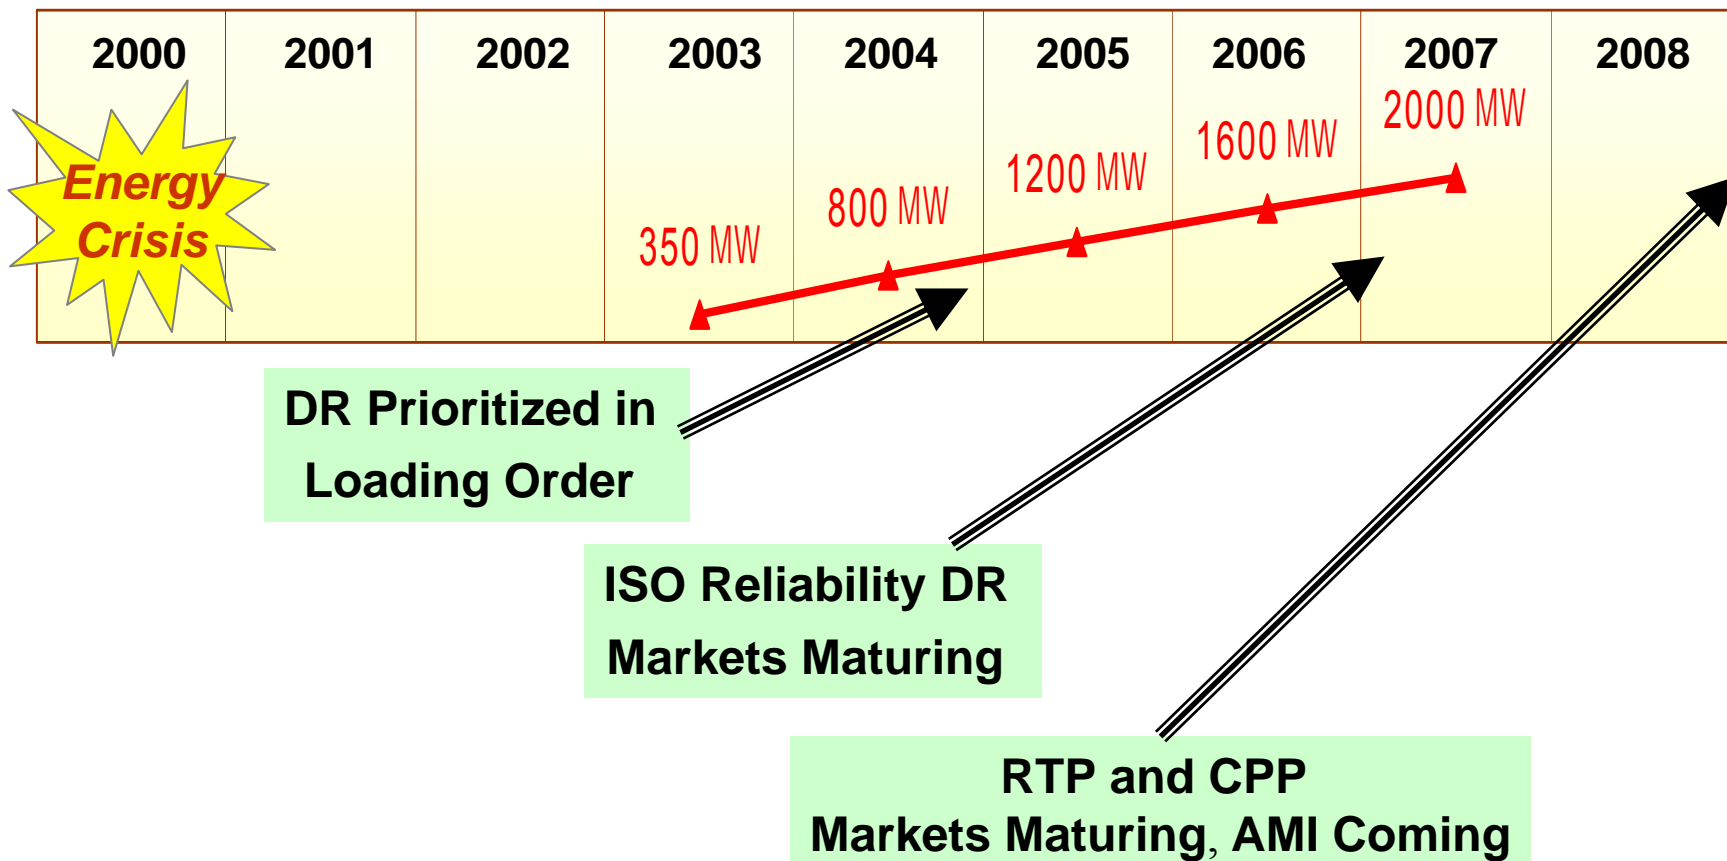 2000 2001 2002 2003 2004 2005 2006 2007 2008
2000 MW
1600 MW
1200 MW
800 MW
350 MW
Energy
Crisis
DR Prioritized in
Loading Order
ISO Reliability DR
Markets Maturing
RTP and CPP
Markets Maturing, AMI Coming